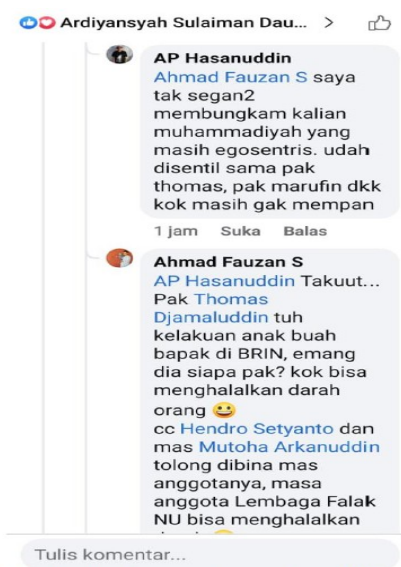 Ardiyansyah Sulaiman Dau...
AP Hasanuddin
Ahmad Fauzan S saya
tak segan2
membungkam kalian
muhammadiyah yang
masih egosentris. udah
disentil sama pak
thomas, pak marufin dkk
kok masih gak mempan
1 jam Suka Balas
Ahmad Fauzan S
AP Hasanuddin Takuut...
Pak Thomas
Djamaluddin tuh
kelakuan anak buah
bapak di BRIN, emang
dia siapa pak? kok bisa
menghalalkan darah
orang 😀
cc Hendro Setyanto dan
mas Mutoha Arkanuddin
tolong dibina mas
anggotanya, masa
anggota Lembaga Falak
NU bisa menghalalkan
Tulis komentar...